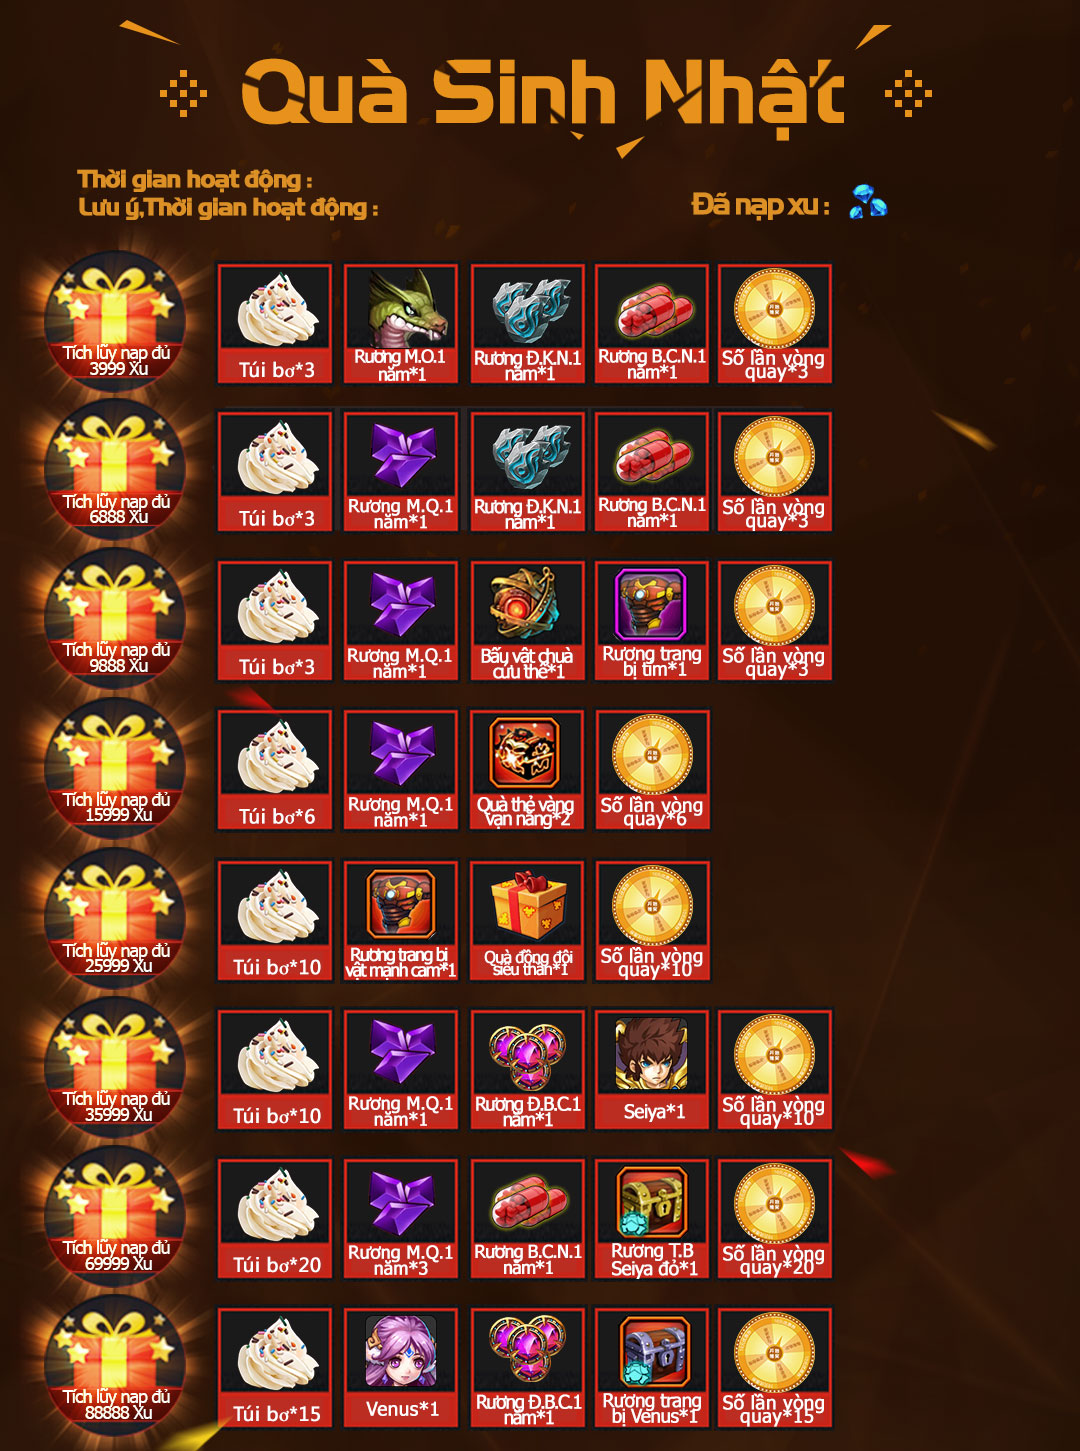 Quà Sinh Nhật
Thời gian hoạt động :
Lưu ý,Thời gian hoạt động :
Đã nạp xu :
Tích lũy nạp đủ
3999 Xu
Túi bơ*3
Rương M.O.1
năm*1
Rương Đ.K.N.1
năm*1
Rương B.C.N.1
năm*1
Số lần vòng
quay*3
Tích lũy nạp đủ
6888 Xu
Túi bơ*3
Rương M.Q.1
năm*1
Rương Đ.K.N.1
năm*1
Rương B.C.N.1
năm*1
Số lần vòng
quay*3
Tích lũy nạp đủ
9888 Xu
Túi bơ*3
Rương M.Q.1
năm*1
Bấu vật chuà
cứu thế*1
Rương trang
bị tím*1
Số lần vòng
quay*3
Tích lũy nạp đủ
15999 Xu
Túi bơ*6
Rương M.Q.1
năm*1
Quà thẻ vàng
vạn năng*2
Số lần vòng
quay*6
Tích lũy nạp đủ
25999 Xu
Túi bơ*10
Rương trang bị
vật mạnh cam*1
Quà đồng đội
siêu thần*1
Số lần vòng
quay*10
Tích lũy nạp đủ
35999 Xu
Túi bơ*10
Rương M.Q.1
năm*1
Rương Đ.B.C.1
năm*1
Seiya*1
Số lần vòng
quay*10
Tích lũy nạp đủ
69999 Xu
Túi bơ*20
Rương M.Q.1
năm*3
Rương B.C.N.1
năm*1
Rương T.B
Seiya đỏ*1
Số lần vòng
quay*20
Tích lũy nạp đủ
88888 Xu
Túi bơ*15
Venus*1
Rương Đ.B.C.1
năm*1
Rương trang
bị Venus*1
Số lần vòng
quay*15